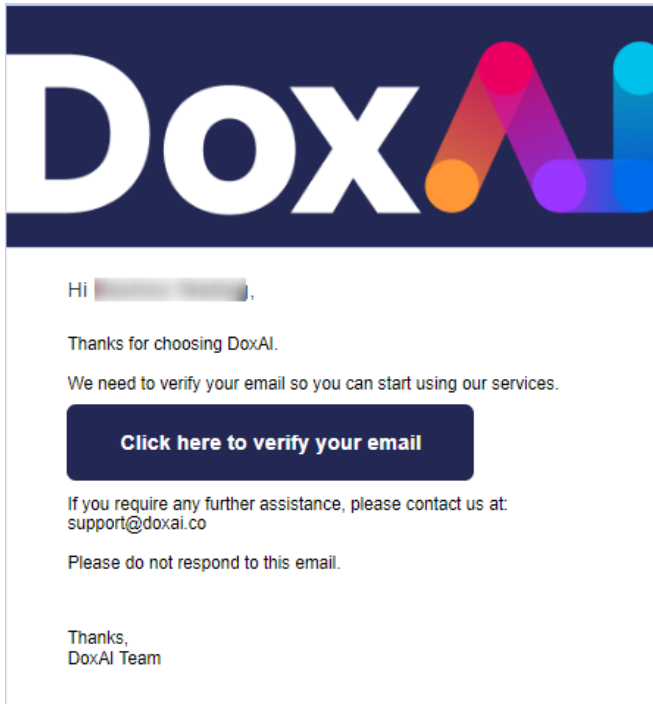 DoxAI
Hi ,
Thanks for choosing DoxAI.
We need to verify your email so you can start using our services.
Click here to verify your email
If you require any further assistance, please contact us at:
support@doxai.co
Please do not respond to this email.
Thanks,
DoxAI Team